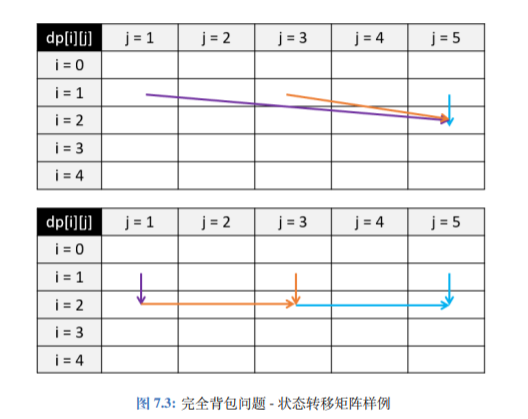 dp[i][j] j = 1 j = 2 j = 3 j = 4 j = 5
i = 0
i = 1
i = 2
i = 3
i = 4
dp[i][j] j = 1 j = 2 j = 3 j = 4 j = 5
i = 0
i = 1
i = 2
i = 3
i = 4
图 7.3: 完全背包问题 - 状态转移矩阵样例